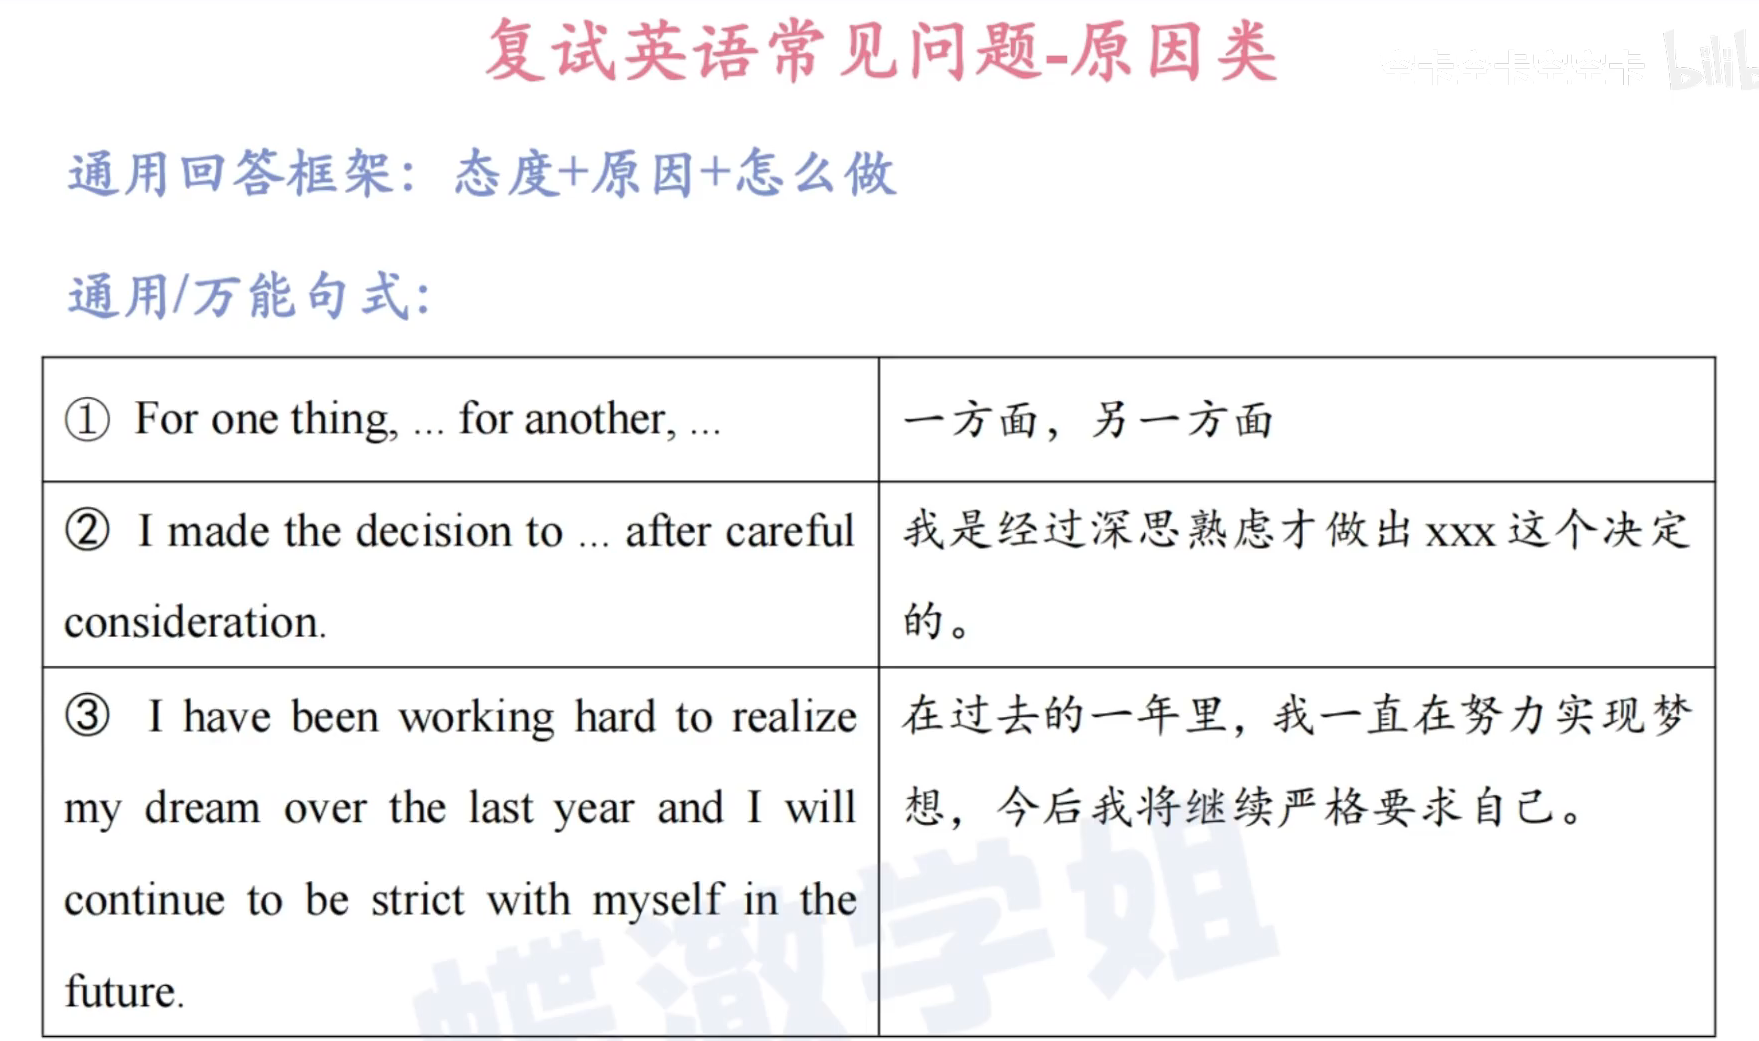 复试英语常见问题-原因类
通用回答框架：态度+原因+怎么做
通用/万能句式：
① For one thing, ... for another, ...
一方面，另一方面
② I made the decision to ... after careful
consideration.
我是经过深思熟虑才做出 xxx 这个决定
的。
③ I have been working hard to realize
my dream over the last year and I will
continue to be strict with myself in the
future.
在过去的一年里，我一直在努力实现梦
想，今后我将继续严格要求自己。
学姐